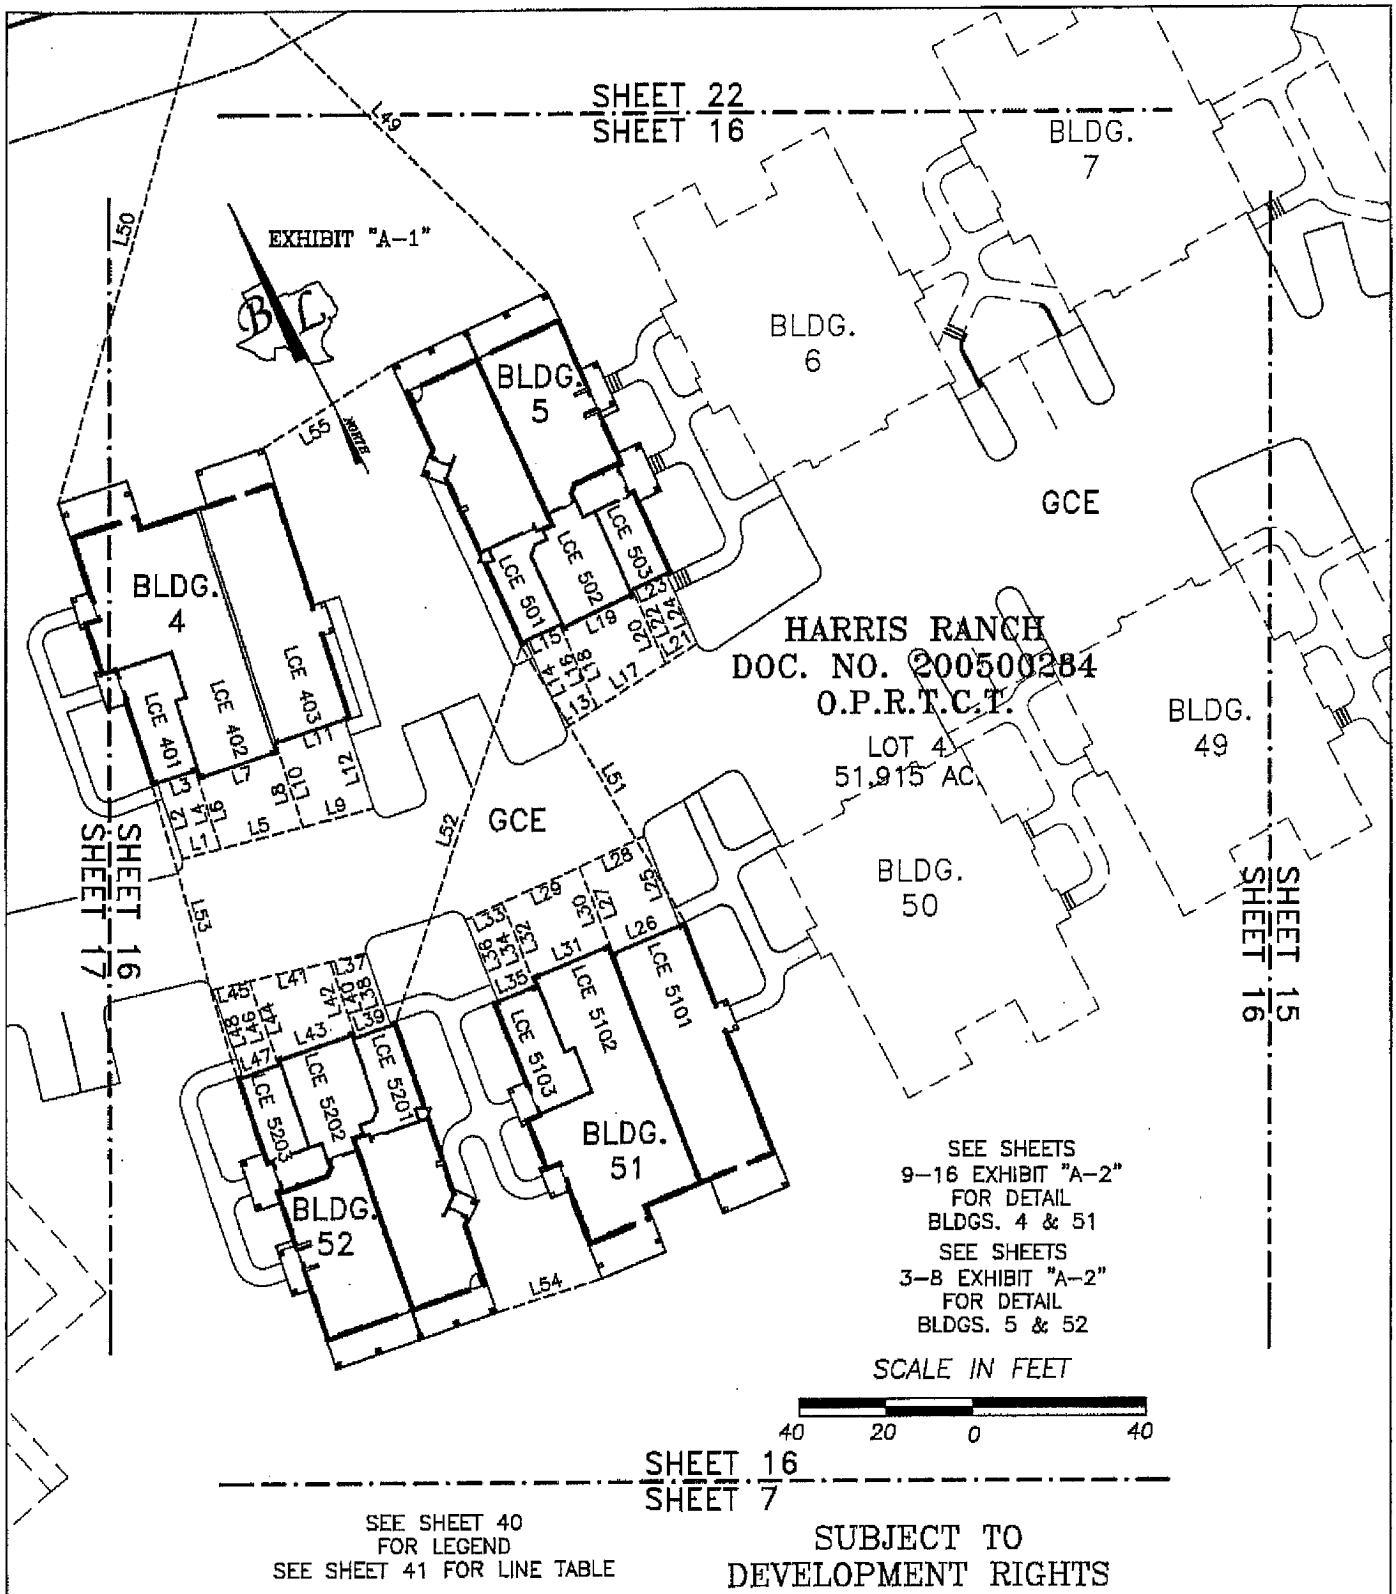 SHEET 22
SHEET 16
L49
L50
EXHIBIT "A-1"
B L
NORTH
BLDG.
7
BLDG.
6
BLDG.
5
L55
GCE
BLDG.
4
LCE 501
LCE 502
LCE 503
LCE 401
LCE 402
LCE 403
L15
L19
L23
L20
L22
L24
L21
L14
L16
L18
L13
L17
HARRIS RANCH
DOC. NO. 200500284
O.P.R.T.C.T.
LOT 4
51.915 AC.
BLDG.
49
L3
L7
L11
L2
L4
L6
L8
L10
L12
L1
L5
L9
L51
L52
GCE
BLDG.
50
SHEET 16
SHEET 17
SHEET 15
SHEET 16
L53
L28
L29
L33
L25
L27
L30
L32
L34
L36
L26
L31
L35
L37
L41
L45
L38
L40
L42
L44
L46
L48
L39
L43
L47
LCE 5101
LCE 5102
LCE 5103
LCE 5201
LCE 5202
LCE 5203
BLDG.
51
BLDG.
52
L54
SEE SHEETS
9-16 EXHIBIT "A-2"
FOR DETAIL
BLDGS. 4 & 51
SEE SHEETS
3-8 EXHIBIT "A-2"
FOR DETAIL
BLDGS. 5 & 52
SCALE IN FEET
40 20 0 40
SHEET 16
SHEET 7
SEE SHEET 40
FOR LEGEND
SEE SHEET 41 FOR LINE TABLE
SUBJECT TO
DEVELOPMENT RIGHTS